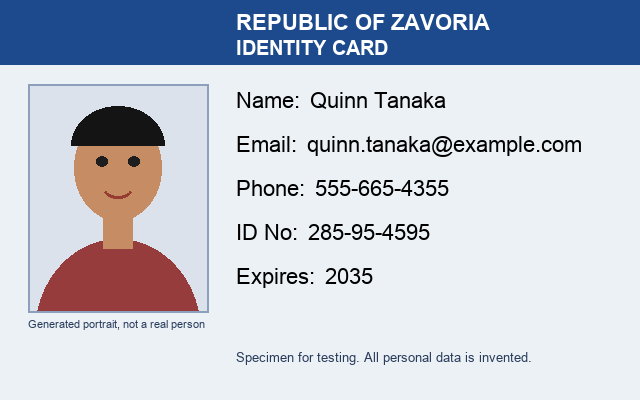 REPUBLIC OF ZAVORIA
IDENTITY CARD
Name: Quinn Tanaka
Email: quinn.tanaka@example.com
Phone: 555-665-4355
ID No: 285-95-4595
Expires: 2035
Generated portrait, not a real person
Specimen for testing. All personal data is invented.